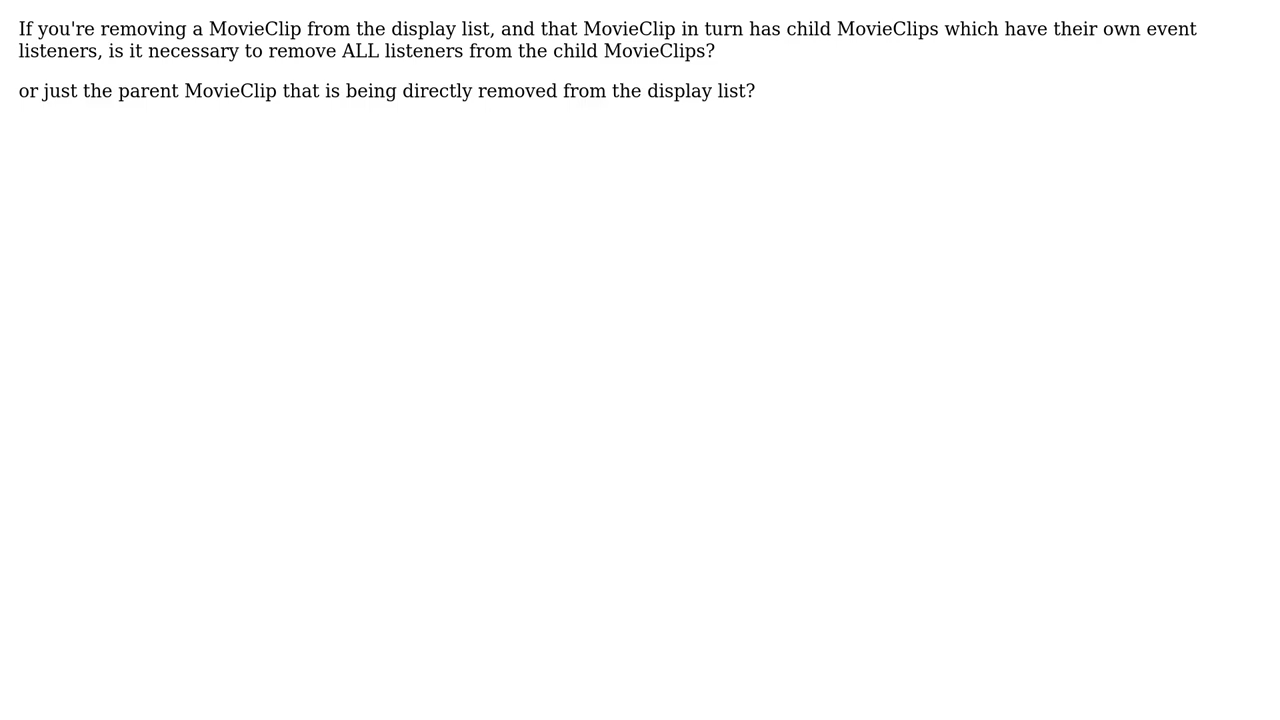 If you're removing a MovieClip from the display list, and that MovieClip in turn has child MovieClips which have their own event
listeners, is it necessary to remove ALL listeners from the child MovieClips?
or just the parent MovieClip that is being directly removed from the display list?